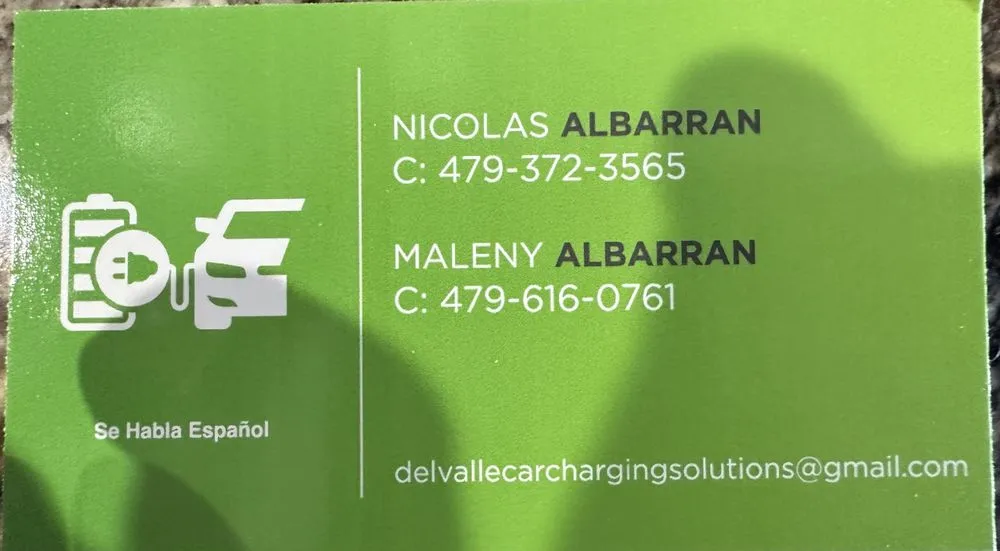 NICOLAS ALBARRAN
C: 479-372-3565
MALENY ALBARRAN
C: 479-616-0761
Se Habla Español
delvallecarchargingsolutions@gmail.com